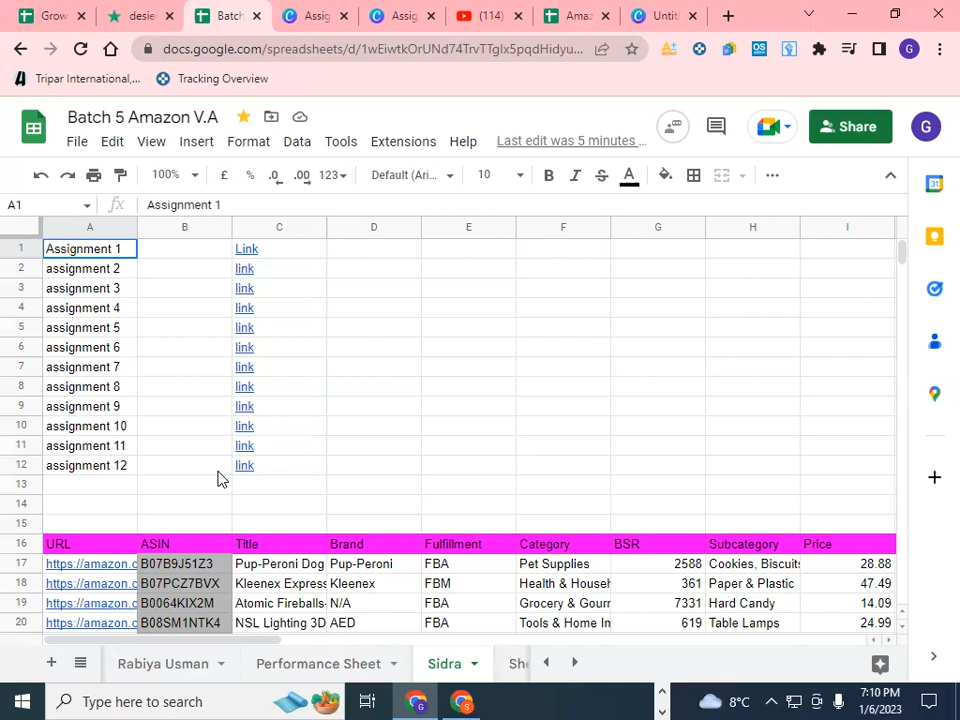 Grow
desie
Batch
Assig
Assig
(114)
Amaz
Untit
docs.google.com/spreadsheets/d/1wEiwtkOrUNd74TrvTTgIx5pqdHidyu...
G
Tripar International,...
Tracking Overview
Batch 5 Amazon V.A
File Edit View Insert Format Data Tools Extensions Help Last edit was 5 minutes ...
Share
G
100% £ % .0 .00 123 Default (Ari... 10 B I S A
A1 fx Assignment 1
A B C D E F G H I
1 Assignment 1 Link
2 assignment 2 link
3 assignment 3 link
4 assignment 4 link
5 assignment 5 link
6 assignment 6 link
7 assignment 7 link
8 assignment 8 link
9 assignment 9 link
10 assignment 10 link
11 assignment 11 link
12 assignment 12 link
13
14
15
16 URL ASIN Title Brand Fulfillment Category BSR Subcategory Price
17 https://amazon.c B07B9J51Z3 Pup-Peroni Dog Pup-Peroni FBA Pet Supplies 2588 Cookies, Biscuits 28.88
18 https://amazon.c B07PCZ7BVX Kleenex Express Kleenex FBM Health & Househ 361 Paper & Plastic 47.49
19 https://amazon.c B0064KIX2M Atomic Fireballs- N/A FBA Grocery & Gourr 7331 Hard Candy 14.09
20 https://amazon.c B08SM1NTK4 NSL Lighting 3D AED FBA Tools & Home In 619 Table Lamps 24.99
Rabiya Usman Performance Sheet Sidra She
Type here to search
8°C
7:10 PM
1/6/2023